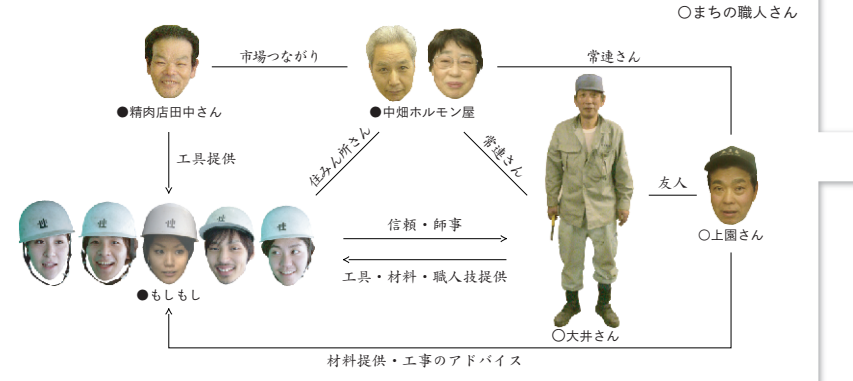 ○まちの職人さん
市場つながり
常連さん
●精肉店田中さん
●中畑ホルモン屋
工具提供
住みん所さん
常連さん
友人
○上園さん
信頼・師事
工具・材料・職人技提供
●もしもし
○大井さん
材料提供・工事のアドバイス